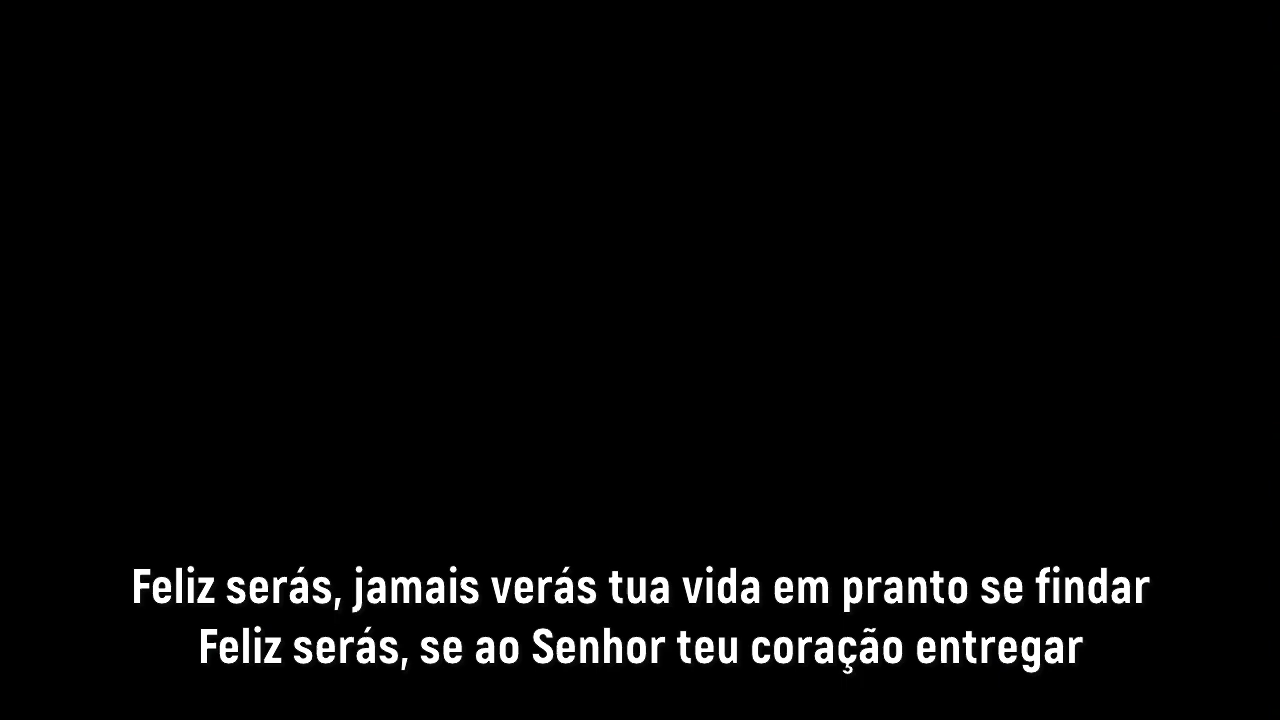 Feliz serás, jamais verás tua vida em pranto se findar
Feliz serás, se ao Senhor teu coração entregar